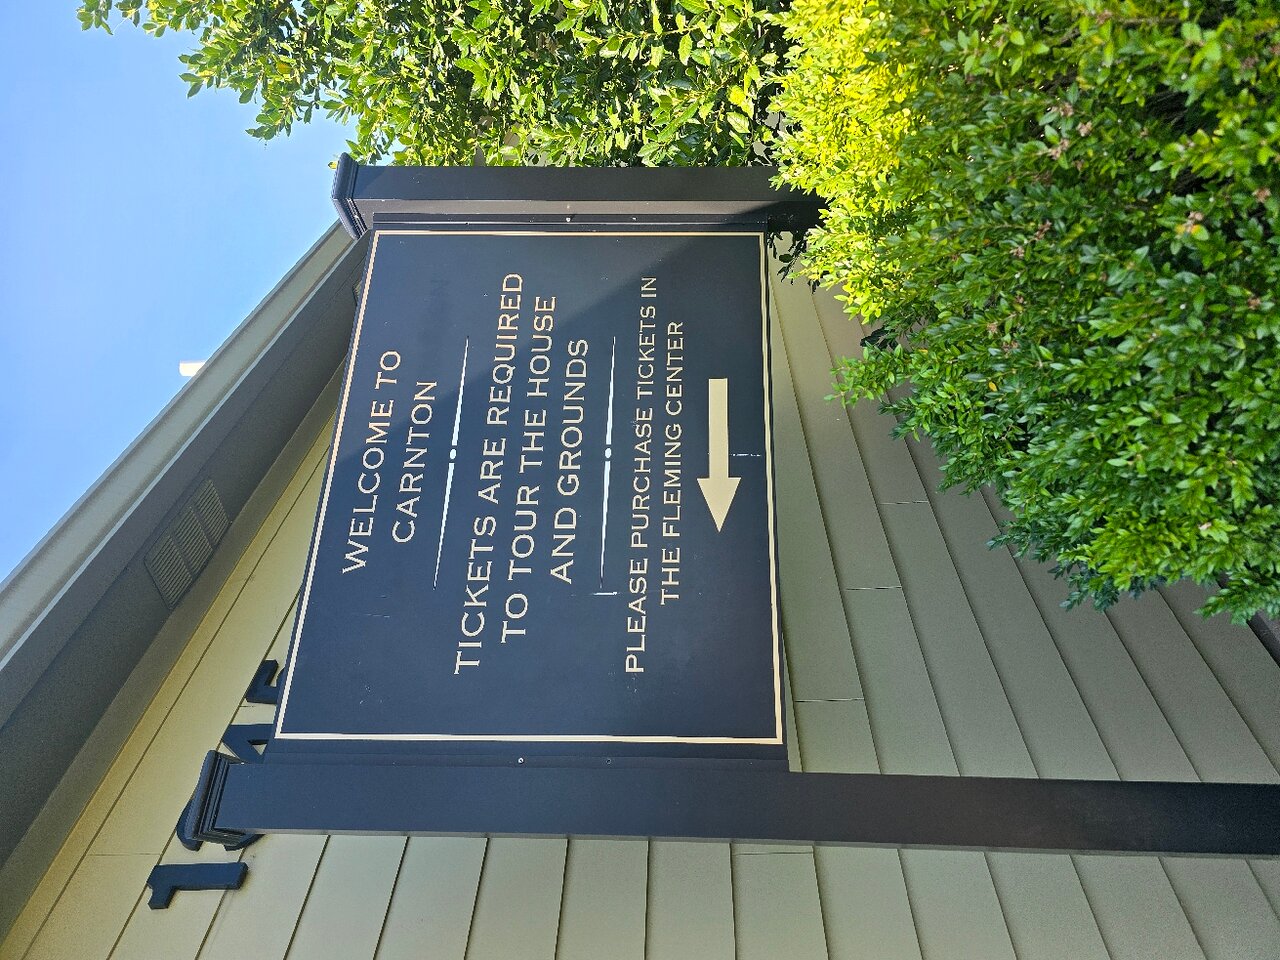 WELCOME TO
CARNTON
TICKETS ARE REQUIRED
TO TOUR THE HOUSE
AND GROUNDS
PLEASE PURCHASE TICKETS IN
THE FLEMING CENTER